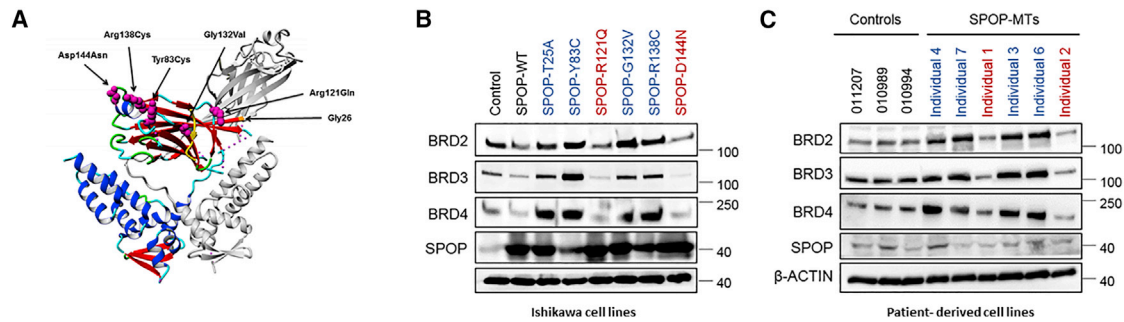 A
Arg138Cys
Gly132Val
Asp144Asn
Tyr83Cys
Arg121Gln
Gly26
B
Control
SPOP-WT
SPOP-T25A
SPOP-Y83C
SPOP-R121Q
SPOP-G132V
SPOP-R138C
SPOP-D144N
BRD2
100
BRD3
100
250
BRD4
SPOP
40
40
Ishikawa cell lines
C
Controls
SPOP-MTs
011207
010989
010994
Individual 4
Individual 7
Individual 1
Individual 3
Individual 6
Individual 2
BRD2
100
BRD3
100
250
BRD4
SPOP
40
β-ACTIN
40
Patient- derived cell lines